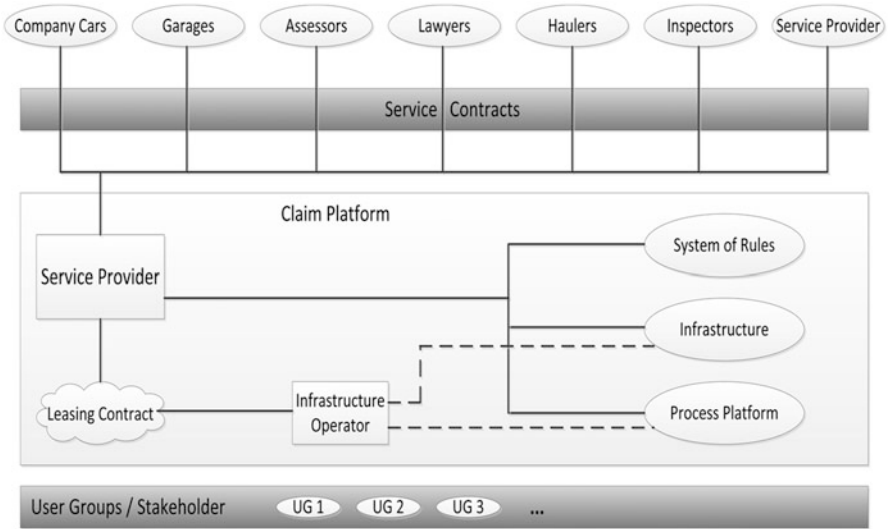 Company Cars Garages Assessors Lawyers Haulers Inspectors Service Provider
Service Contracts
Claim Platform
System of Rules
Service Provider
Infrastructure
Leasing Contract
Infrastructure
Operator
Process Platform
User Groups / Stakeholder UG 1 UG 2 UG 3 ...